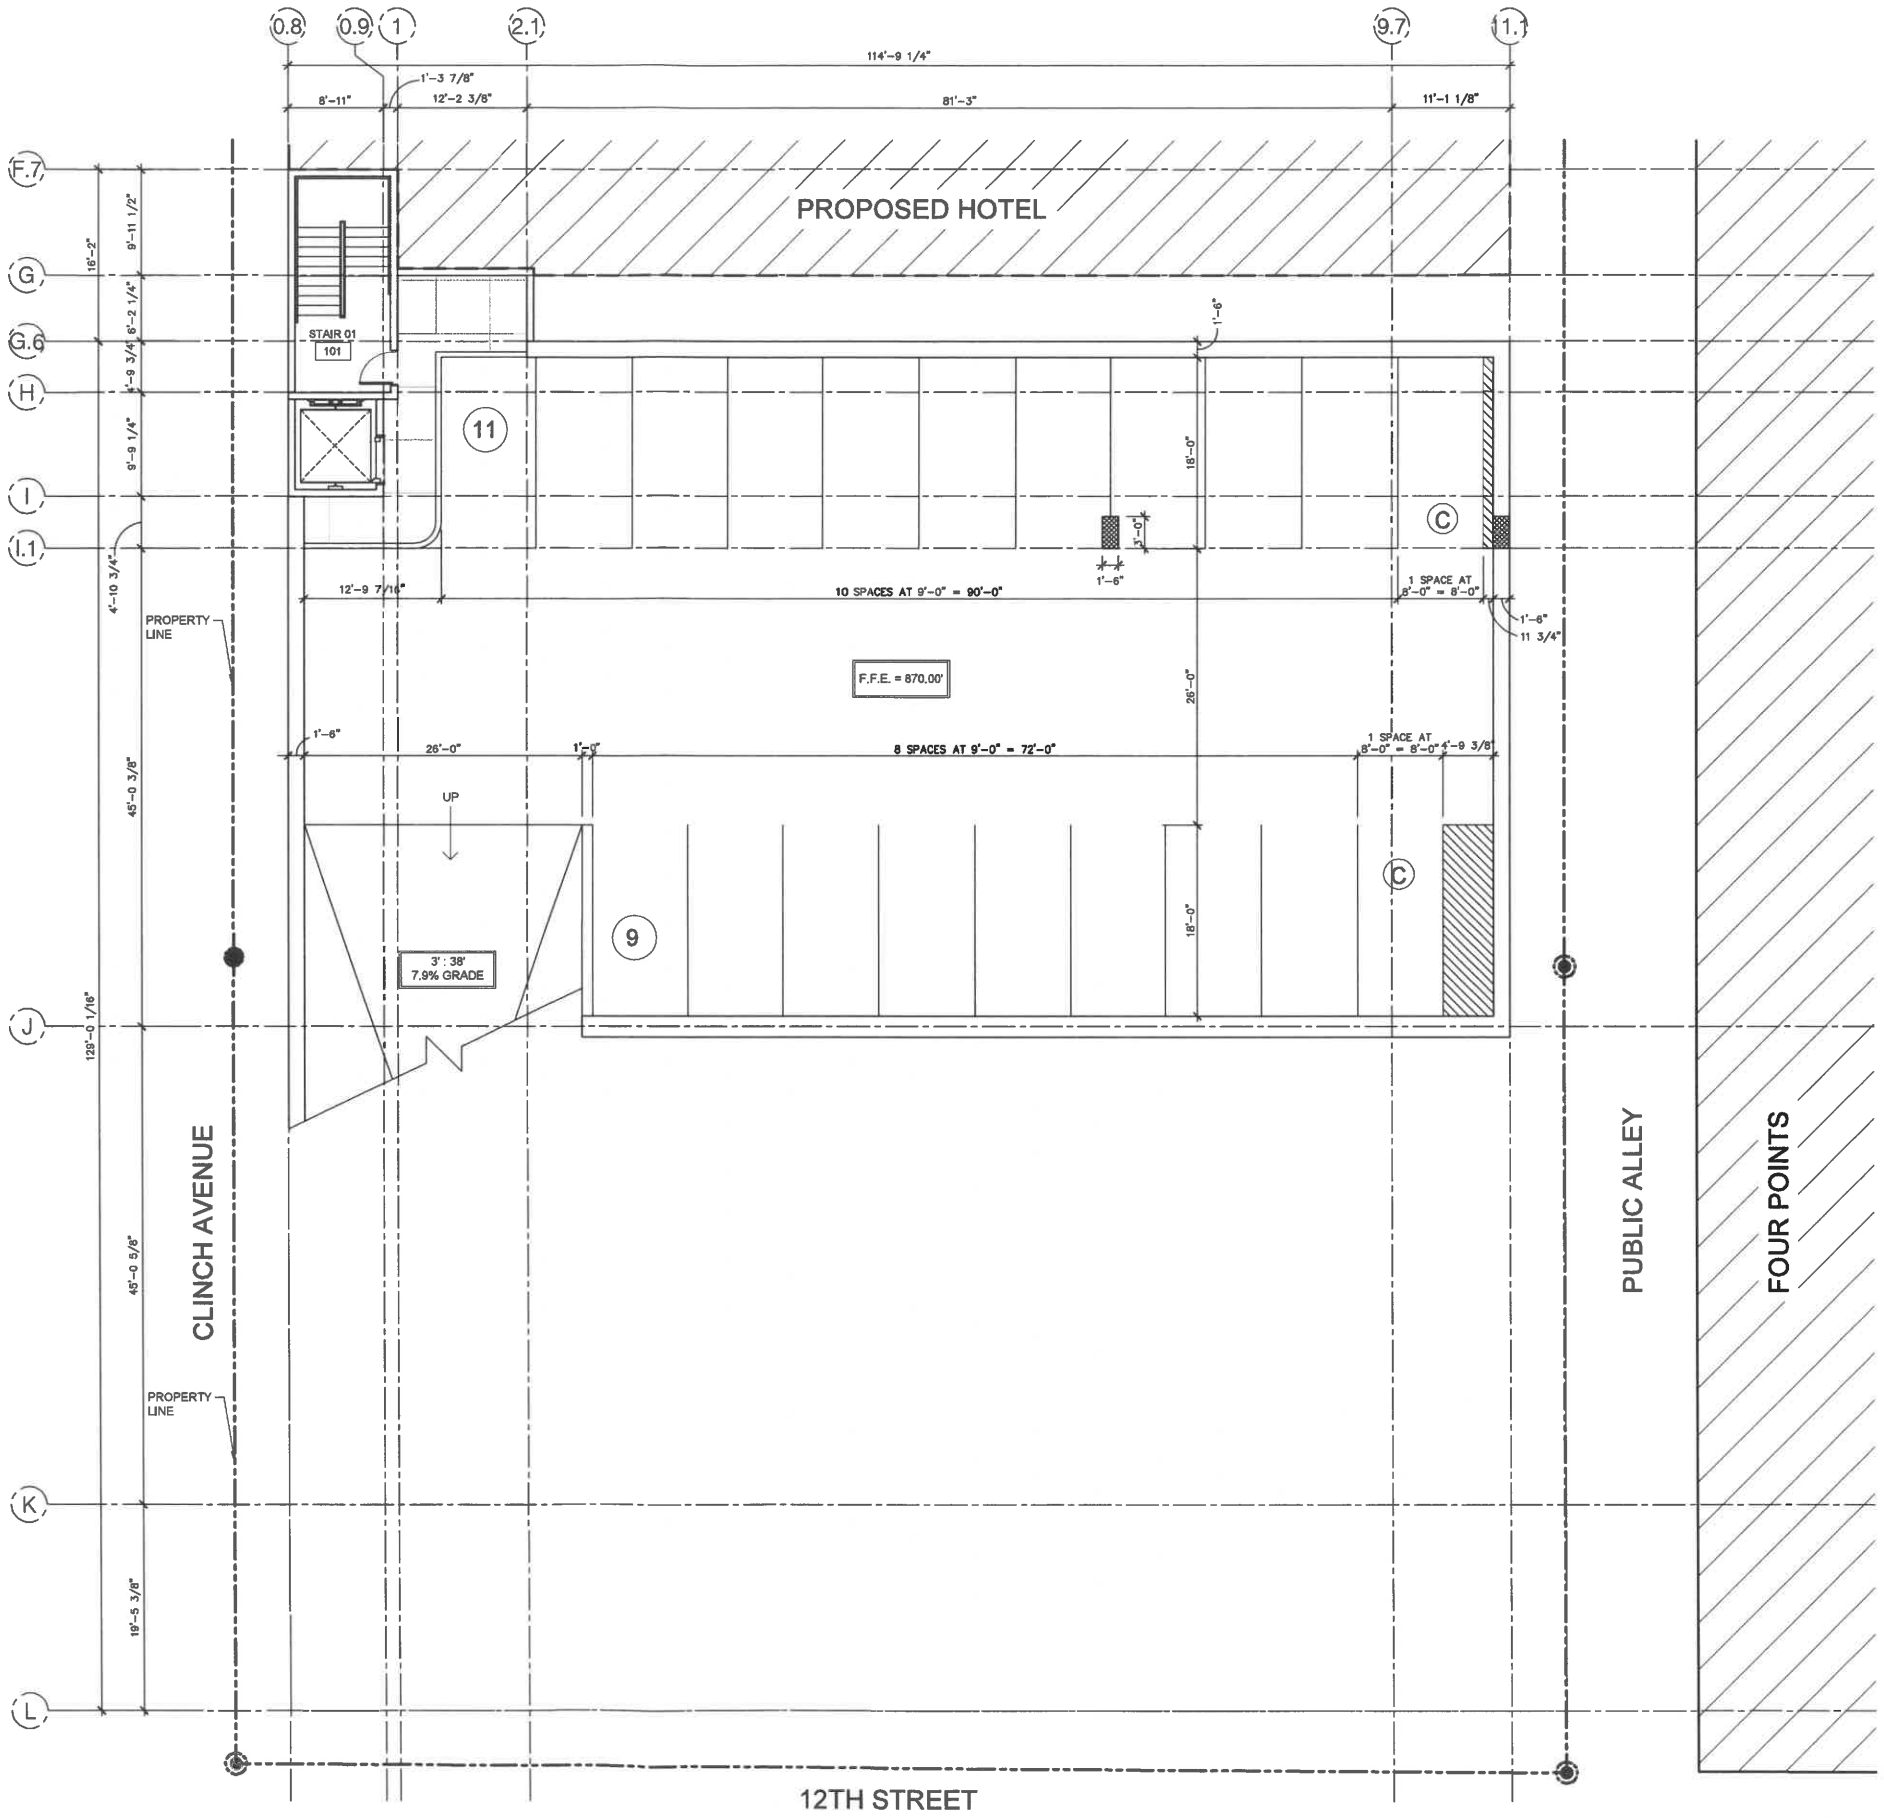 0.8
0.9
1
2.1
9.7
11.1
114'-9 1/4"
1'-3 7/8"
8'-11"
12'-2 3/8"
81'-3"
11'-1 1/8"
F.7
PROPOSED HOTEL
9'-11 1/2"
16'-2"
G
6'-2 1/4"
1'-6"
STAIR 01
101
G.6
4'-9 3/4"
H
11
9'-9 1/4"
18'-0"
I
C
3'-0"
I.1
4'-10 3/4"
1'-6"
12'-9 7/16"
10 SPACES AT 9'-0" = 90'-0"
1 SPACE AT
8'-0" = 8'-0"
1'-6"
11 3/4"
PROPERTY
LINE
F.F.E. = 870.00'
26'-0"
1'-6"
26'-0"
1'-0"
8 SPACES AT 9'-0" = 72'-0"
1 SPACE AT
8'-0" = 8'-0"
4'-9 3/8"
45'-0 3/8"
UP
C
9
18'-0"
3' : 38'
7.9% GRADE
J
129'-0 1/16"
CLINCH AVENUE
PUBLIC ALLEY
FOUR POINTS
45'-0 5/8"
PROPERTY
LINE
K
19'-5 3/8"
L
12TH STREET